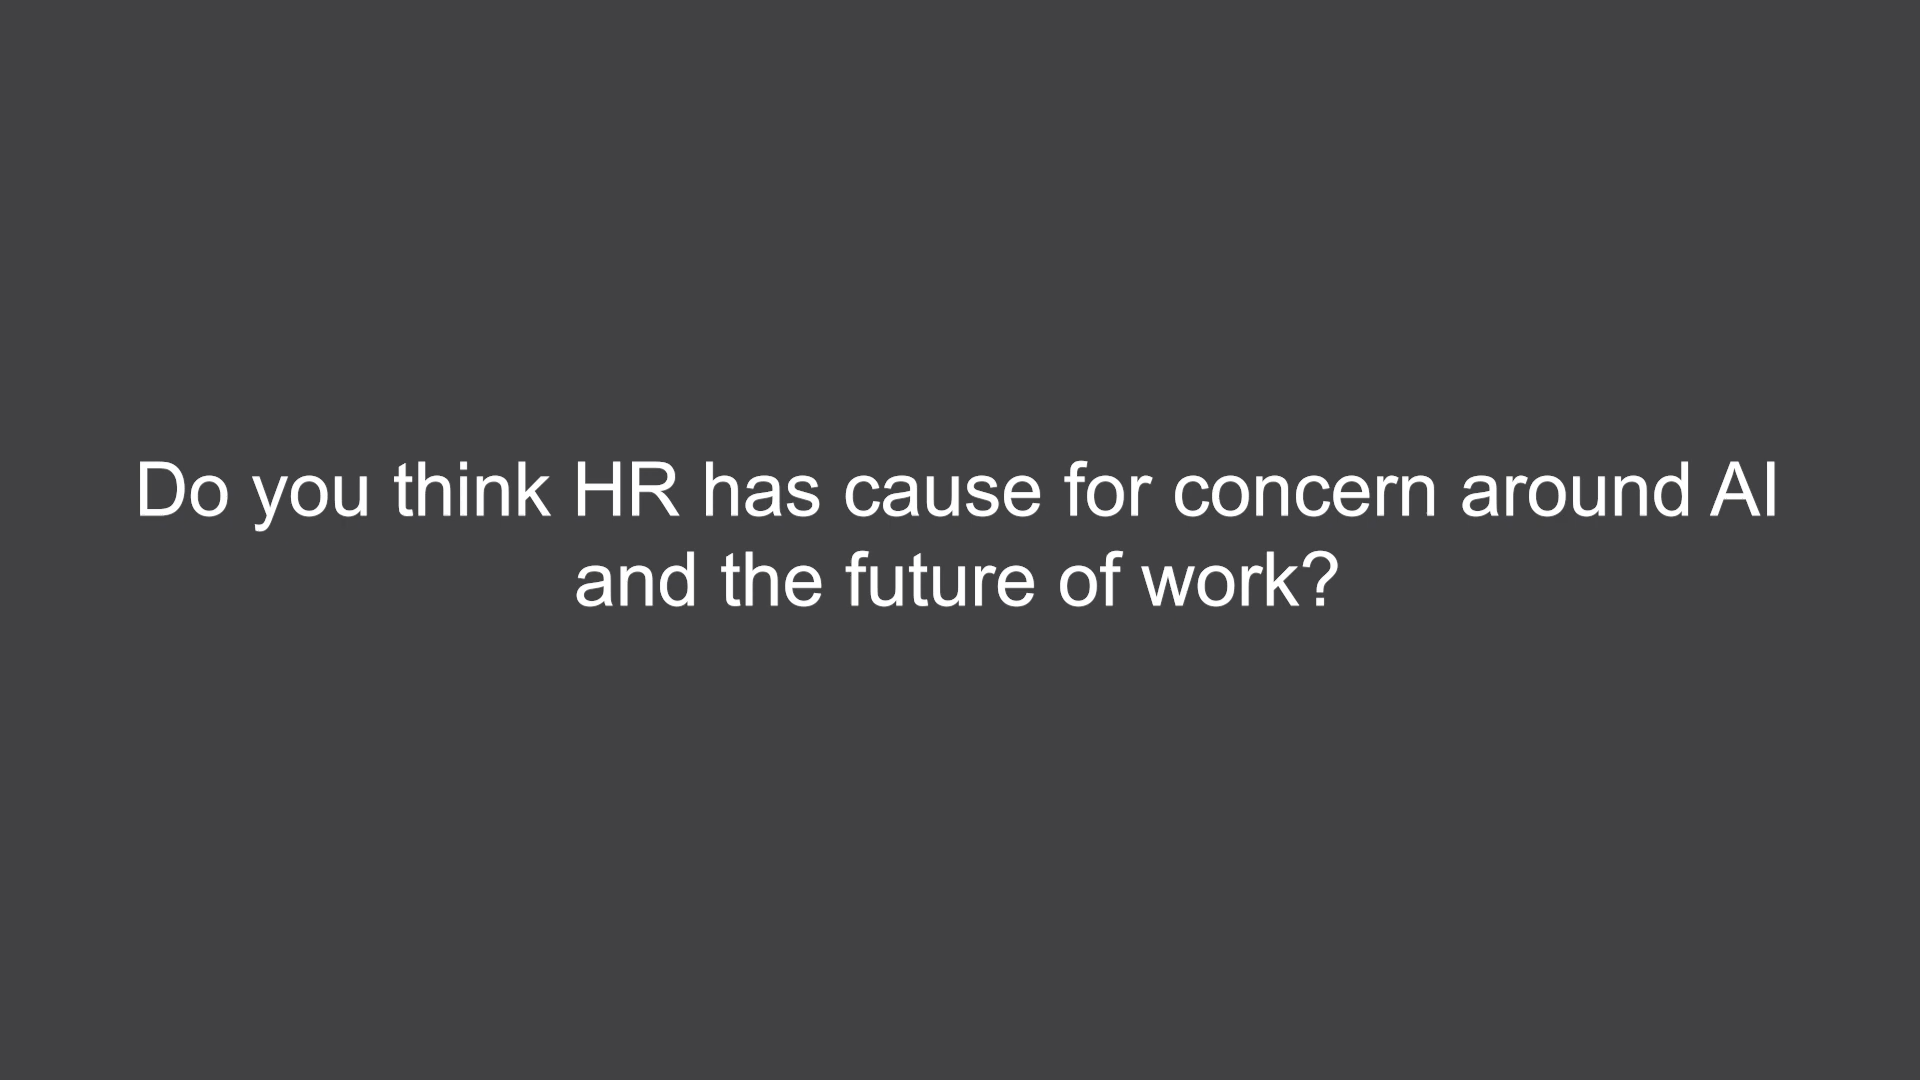 Do you think HR has cause for concern around AI
and the future of work?